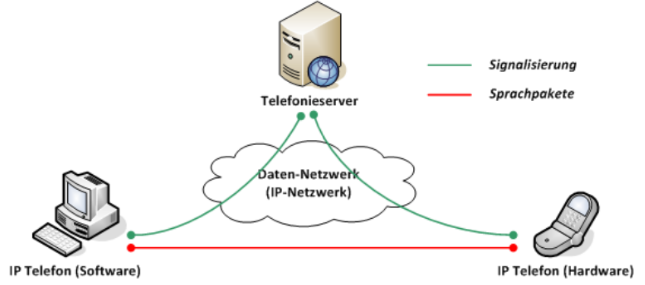 Signalisierung
Telefonieserver
Sprachpakete
Daten-Netzwerk
(IP-Netzwerk)
IP Telefon (Software)
IP Telefon (Hardware)